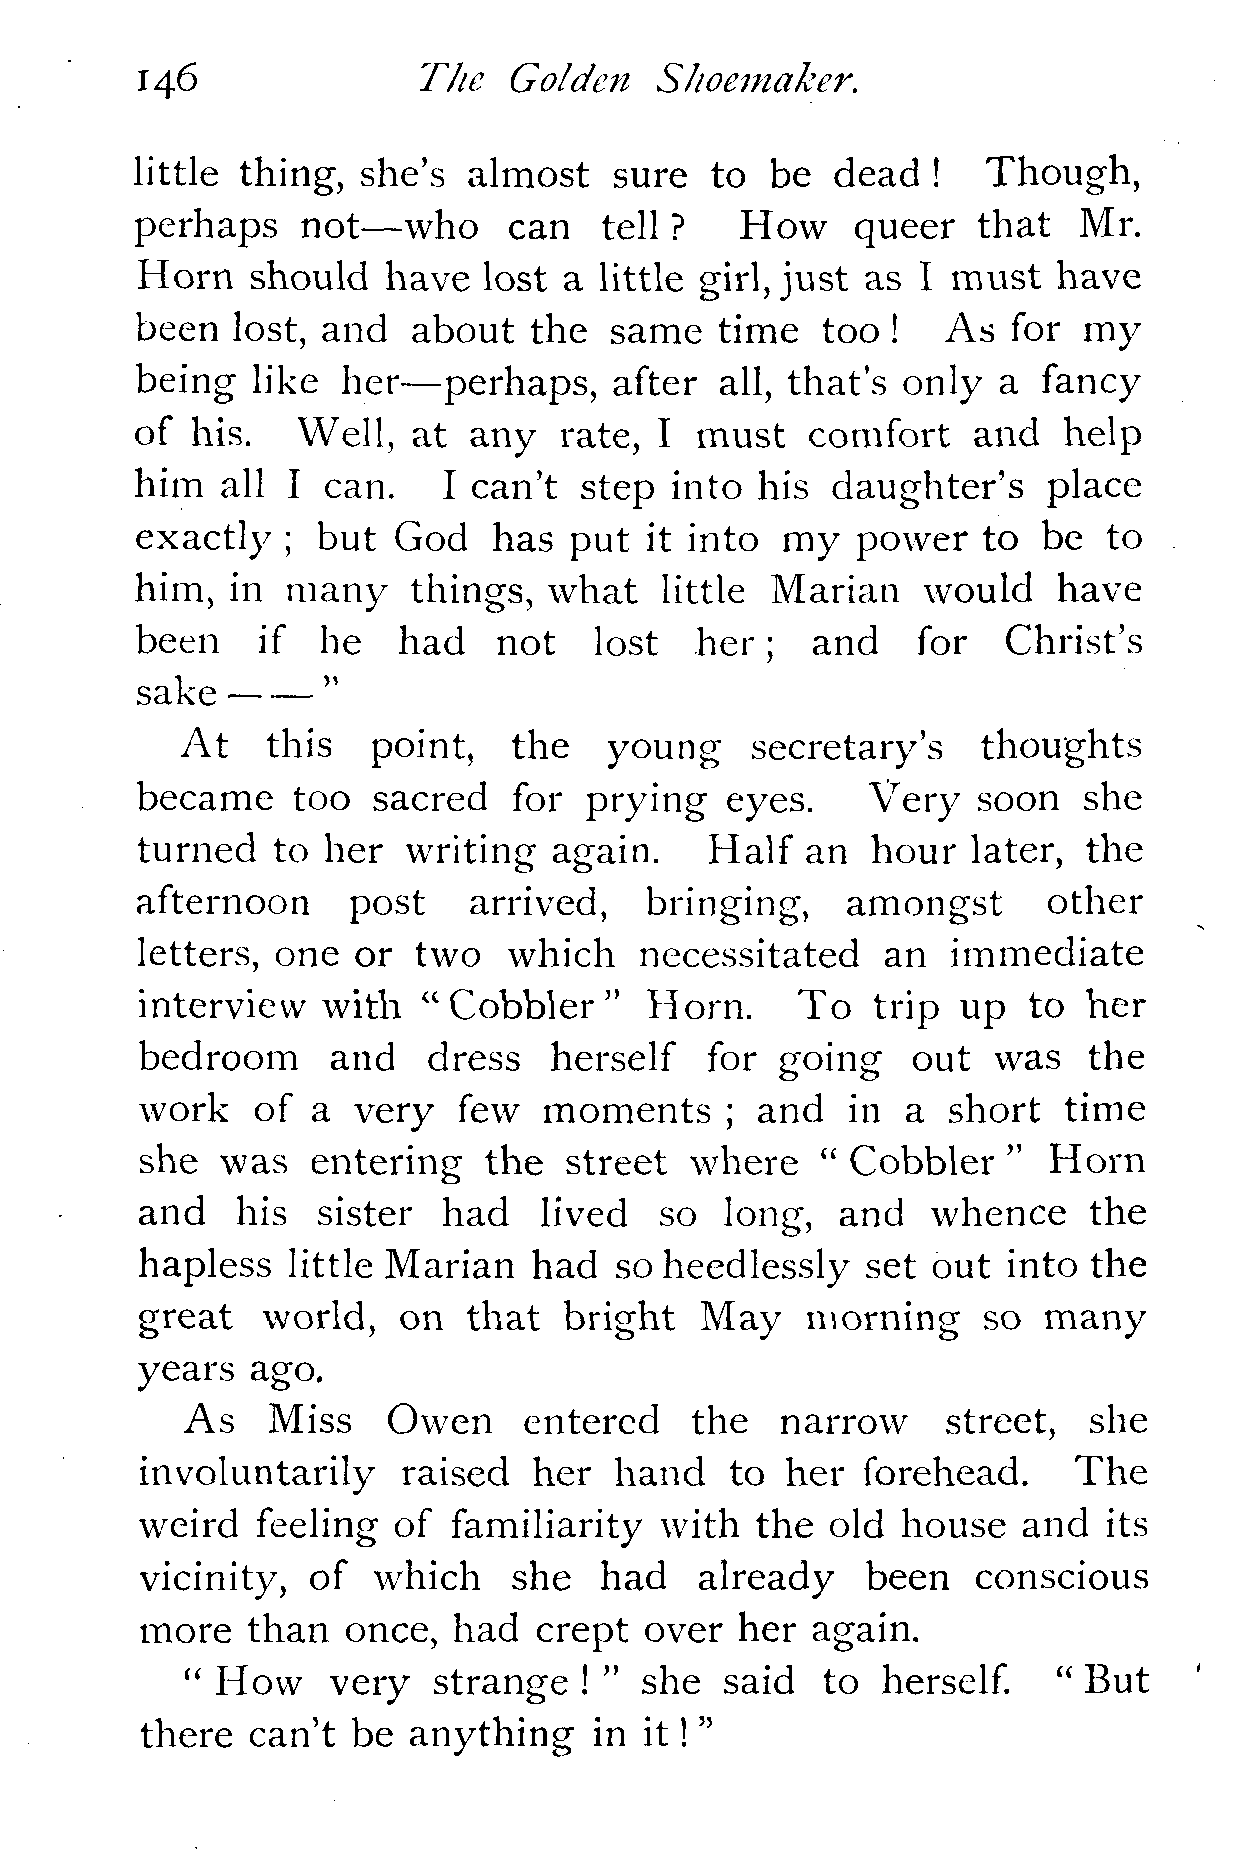 146 The Golden Shoemaker.
little thing, she's almost sure to be dead ! Though,
perhaps not—who can tell ? How queer that Mr.
Horn should have lost a little girl, just as I must have
been lost, and about the same time too ! As for my
being like her—perhaps, after all, that's only a fancy
of his. Well, at any rate, I must comfort and help
him all I can. I can't step into his daughter's place
exactly ; but God has put it into my power to be to
him, in many things, what little Marian would have
been if he had not lost her ; and for Christ's
sake — — ”
At this point, the young secretary's thoughts
became too sacred for prying eyes. Very soon she
turned to her writing again. Half an hour later, the
afternoon post arrived, bringing, amongst other
letters, one or two which necessitated an immediate
interview with “ Cobbler ” Horn. To trip up to her
bedroom and dress herself for going out was the
work of a very few moments ; and in a short time
she was entering the street where “ Cobbler ” Horn
and his sister had lived so long, and whence the
hapless little Marian had so heedlessly set out into the
great world, on that bright May morning so many
years ago.
As Miss Owen entered the narrow street, she
involuntarily raised her hand to her forehead. The
weird feeling of familiarity with the old house and its
vicinity, of which she had already been conscious
more than once, had crept over her again.
“ How very strange ! ” she said to herself. “ But
there can't be anything in it ! ”